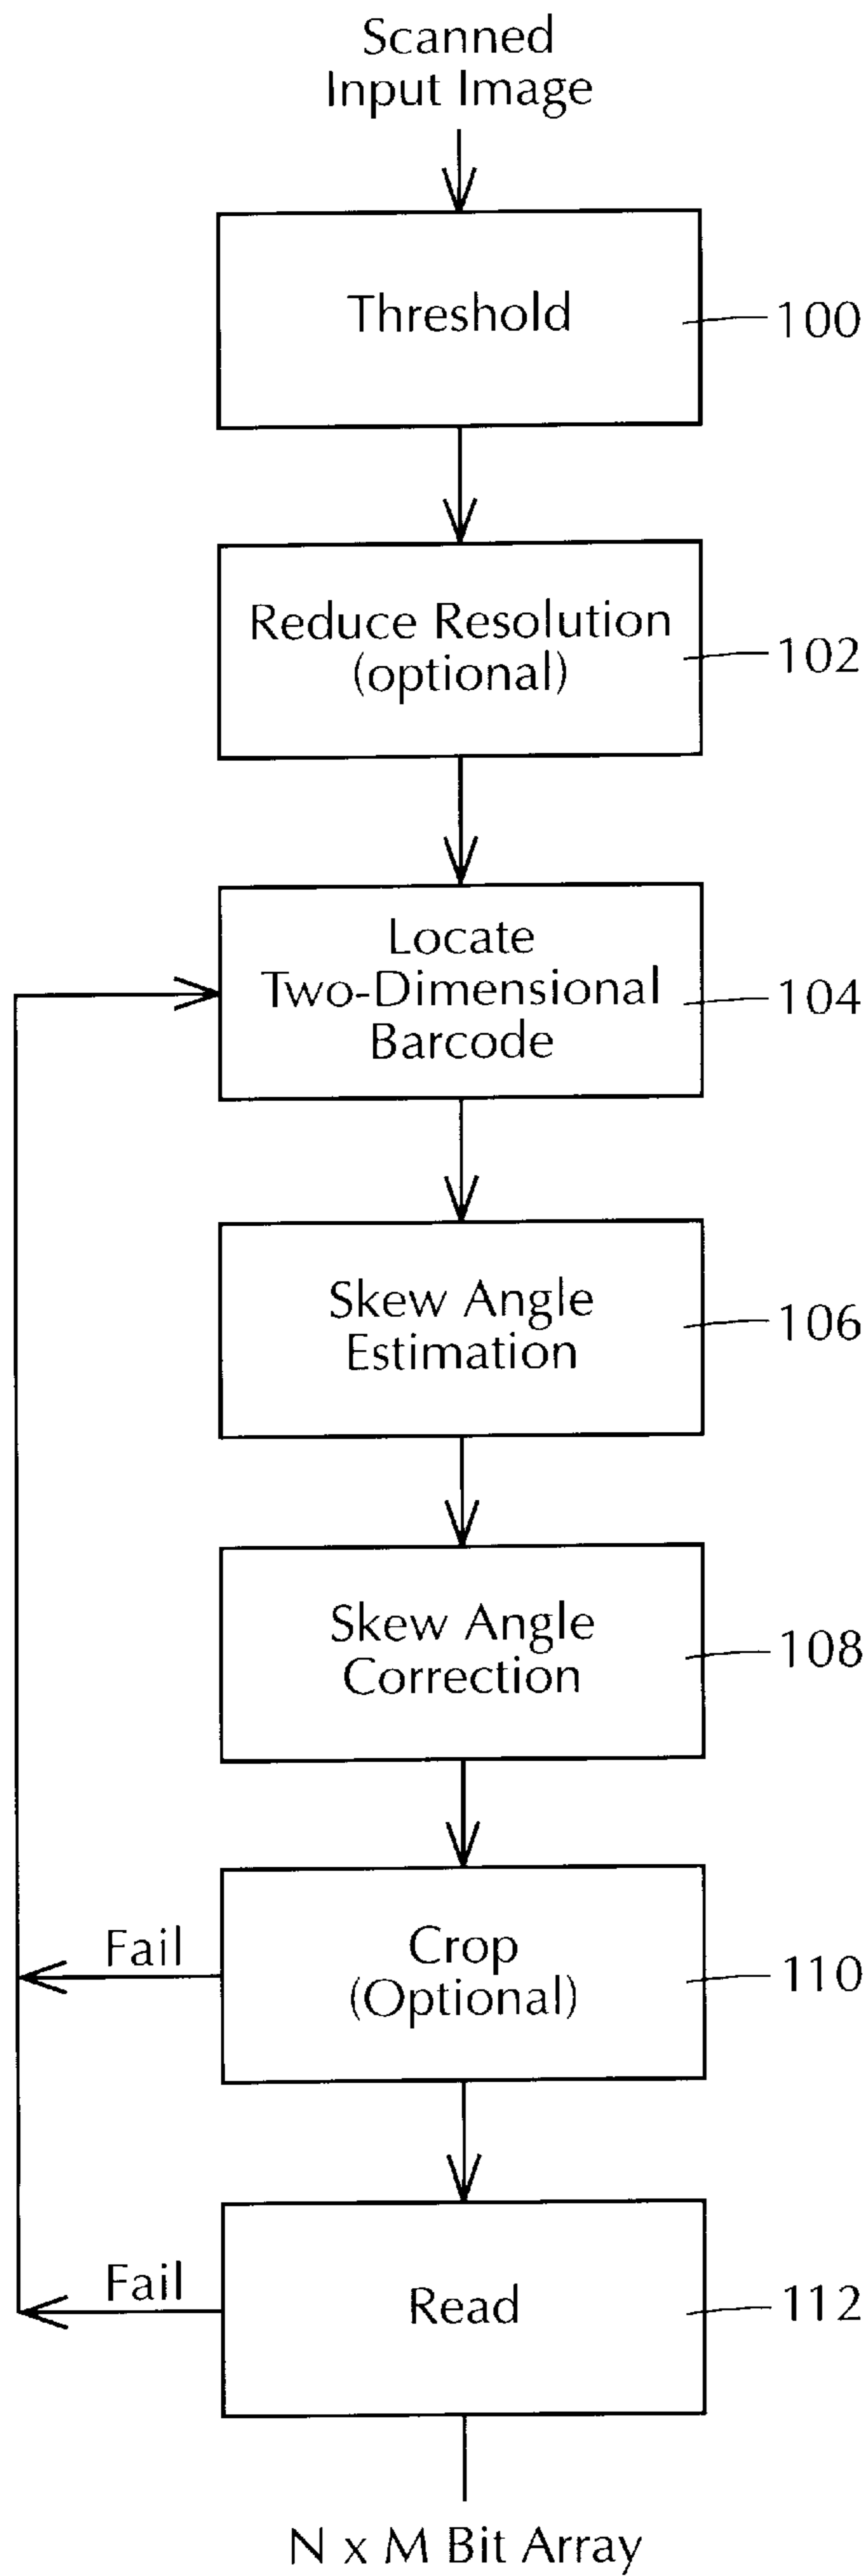 Scanned
Input Image
Threshold
100
Reduce Resolution
(optional)
102
Locate
Two-Dimensional
Barcode
104
Skew Angle
Estimation
106
Skew Angle
Correction
108
Fail
Crop
(Optional)
110
Fail
Read
112
N x M Bit Array